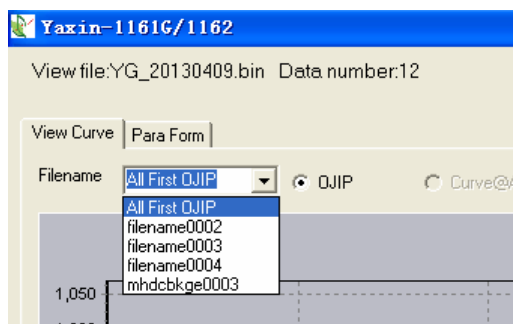 Yaxin-1161G/1162
View file:YG_20130409.bin Data number:12
View Curve Para Form
Filename All First OJIP OJIP Curve@
All First OJIP
filename0002
filename0003
filename0004
mhdcbkge0003
1,050